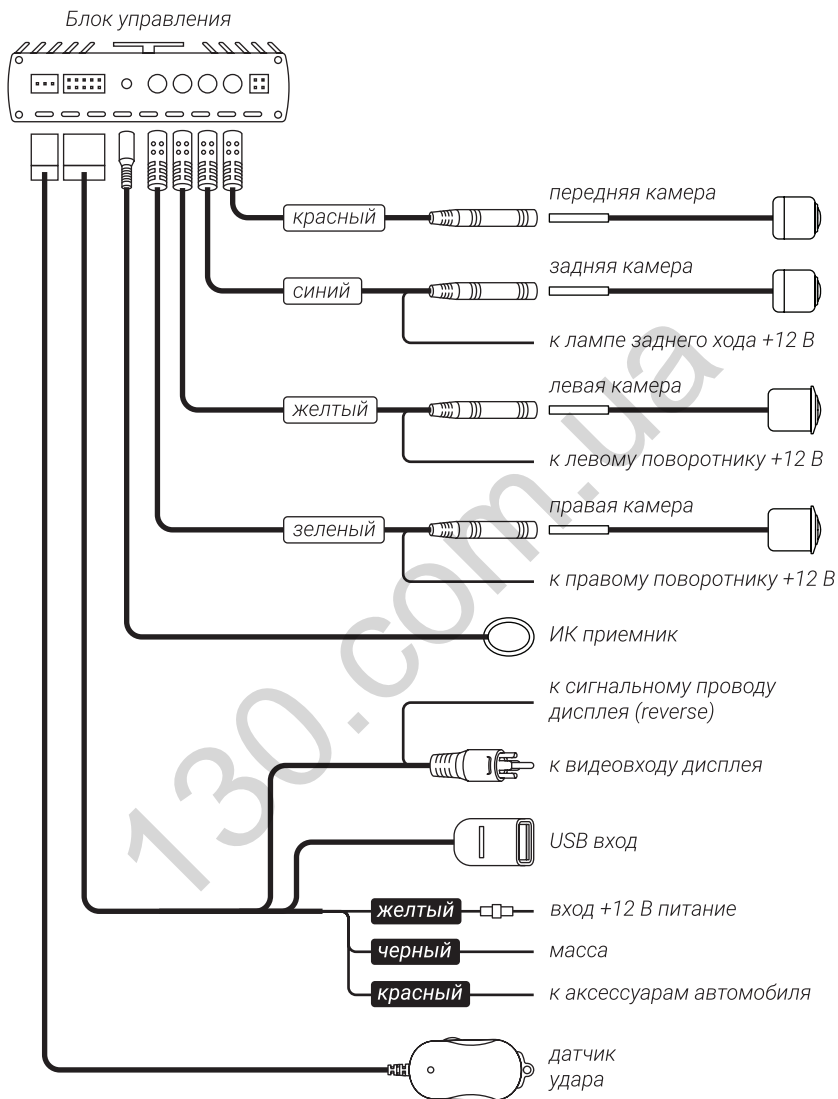 Блок управления
красный
передняя камера
синий
задняя камера
к лампе заднего хода +12 В
желтый
левая камера
к левому поворотнику +12 В
зеленый
правая камера
к правому поворотнику +12 В
ИК приемник
к сигнальному проводу
дисплея (reverse)
к видеовходу дисплея
USB вход
желтый
вход +12 В питание
черный
масса
красный
к аксессуарам автомобиля
датчик
удара
130.com.ua